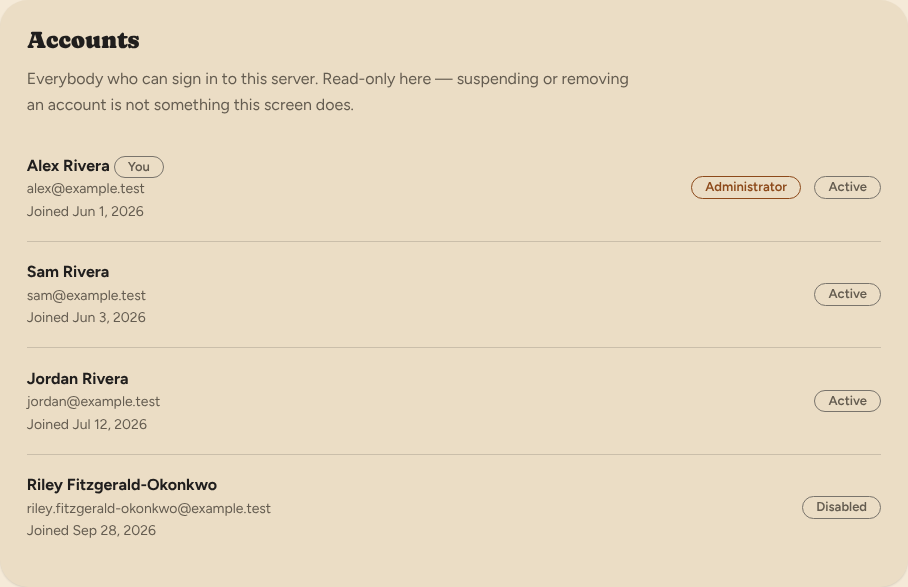 Accounts
Everybody who can sign in to this server. Read-only here — suspending or removing
an account is not something this screen does.
Alex Rivera You
alex@example.test
Joined Jun 1, 2026
Administrator Active
Sam Rivera
sam@example.test
Joined Jun 3, 2026
Active
Jordan Rivera
jordan@example.test
Joined Jul 12, 2026
Active
Riley Fitzgerald-Okonkwo
riley.fitzgerald-okonkwo@example.test
Joined Sep 28, 2026
Disabled